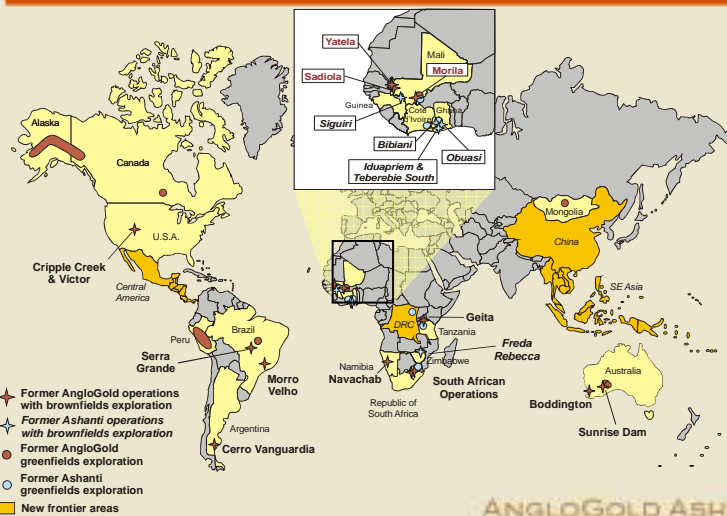 Yatela
Mali
Sadiola
Morila
Guinea
Cote
d'Ivoire
Ghana
Siguiri
Bibiani
Obuasi
Iduapriem &
Teberebie South
Alaska
Canada
U.S.A.
Cripple Creek
& Victor
Central
America
Mongolia
China
SE Asia
Peru
Brazil
Serra
Grande
Morro
Velho
Argentina
Cerro Vanguardia
DRC
Geita
Tanzania
Freda
Rebecca
Zimbabwe
Namibia
Navachab
South African
Operations
Republic of
South Africa
Australia
Boddington
Sunrise Dam
Former AngloGold operations
with brownfields exploration
Former Ashanti operations
with brownfields exploration
Former AngloGold
greenfields exploration
Former Ashanti
greenfields exploration
New frontier areas
ANGLOGOLD ASH